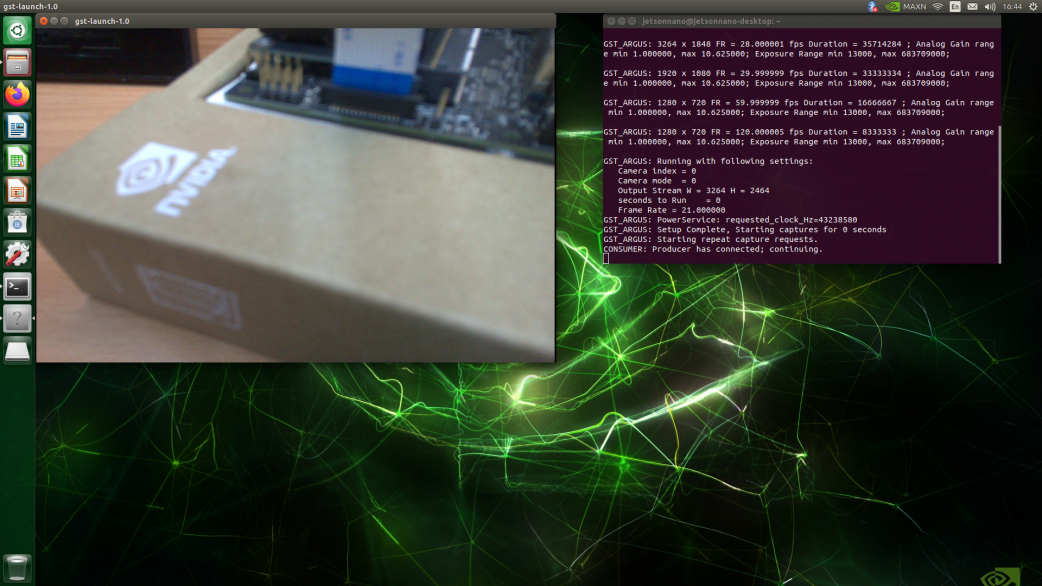 gst-launch-1.0
MAXN
En
16:44
gst-launch-1.0
NVIDIA
jetsonnano@jetsonnano-desktop: ~
GST_ARGUS: 3264 x 1848 FR = 28.000001 fps Duration = 35714284 ; Analog Gain rang
e min 1.000000, max 10.625000; Exposure Range min 13000, max 683709000;
GST_ARGUS: 1920 x 1080 FR = 29.999999 fps Duration = 33333334 ; Analog Gain rang
e min 1.000000, max 10.625000; Exposure Range min 13000, max 683709000;
GST_ARGUS: 1280 x 720 FR = 59.999999 fps Duration = 16666667 ; Analog Gain range
min 1.000000, max 10.625000; Exposure Range min 13000, max 683709000;
GST_ARGUS: 1280 x 720 FR = 120.000005 fps Duration = 8333333 ; Analog Gain range
min 1.000000, max 10.625000; Exposure Range min 13000, max 683709000;
GST_ARGUS: Running with following settings:
Camera index = 0
Camera mode = 0
Output Stream W = 3264 H = 2464
seconds to Run = 0
Frame Rate = 21.000000
GST_ARGUS: PowerService: requested_clock_Hz=43238580
GST_ARGUS: Setup Complete, Starting captures for 0 seconds
GST_ARGUS: Starting repeat capture requests.
CONSUMER: Producer has connected; continuing.